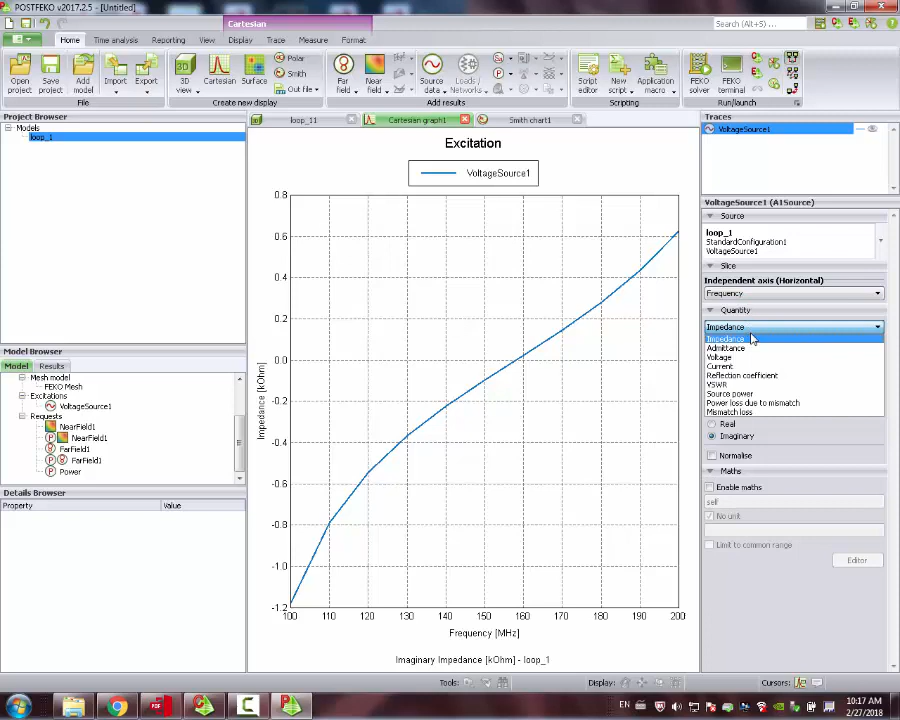 POSTFEKO v2017.2.5 - [Untitled]
Cartesian
Search (Alt+S) . . .
Home
Time analysis
Reporting
View
Display
Trace
Measure
Format
Open project
Save project
Add model
Import
Export
3D view
Cartesian
Surface
Polar
Smith
Out file
Far field
Near field
Source data
Loads / Networks
Script editor
New script
Application macro
FEKO solver
FEKO terminal
File
Create new display
Add results
Scripting
Run/launch
Project Browser
Models
loop_1
Model Browser
Model
Results
Mesh model
FEKO Mesh
Excitations
VoltageSource1
Requests
NearField1
NearField1
FarField1
FarField1
Power
Details Browser
Property
Value
loop_11
Cartesian graph1
Smith chart1
Excitation
VoltageSource1
0.8
0.6
0.4
0.2
0.0
-0.2
-0.4
-0.6
-0.8
-1.0
-1.2
Impedance [kOhm]
100 110 120 130 140 150 160 170 180 190 200
Frequency [MHz]
Imaginary Impedance [kOhm] - loop_1
Traces
VoltageSource1
VoltageSource1 (A1Source)
Source
loop_1
StandardConfiguration1
VoltageSource1
Slice
Independent axis (Horizontal)
Frequency
Quantity
Impedance
Impedance
Admittance
Voltage
Current
Reflection coefficient
VSWR
Source power
Power loss due to mismatch
Mismatch loss
Real
Imaginary
Normalise
Maths
Enable maths
self
No unit
Limit to common range
Editor
Tools:
Display:
Cursors:
EN
10:17 AM
2/27/2018